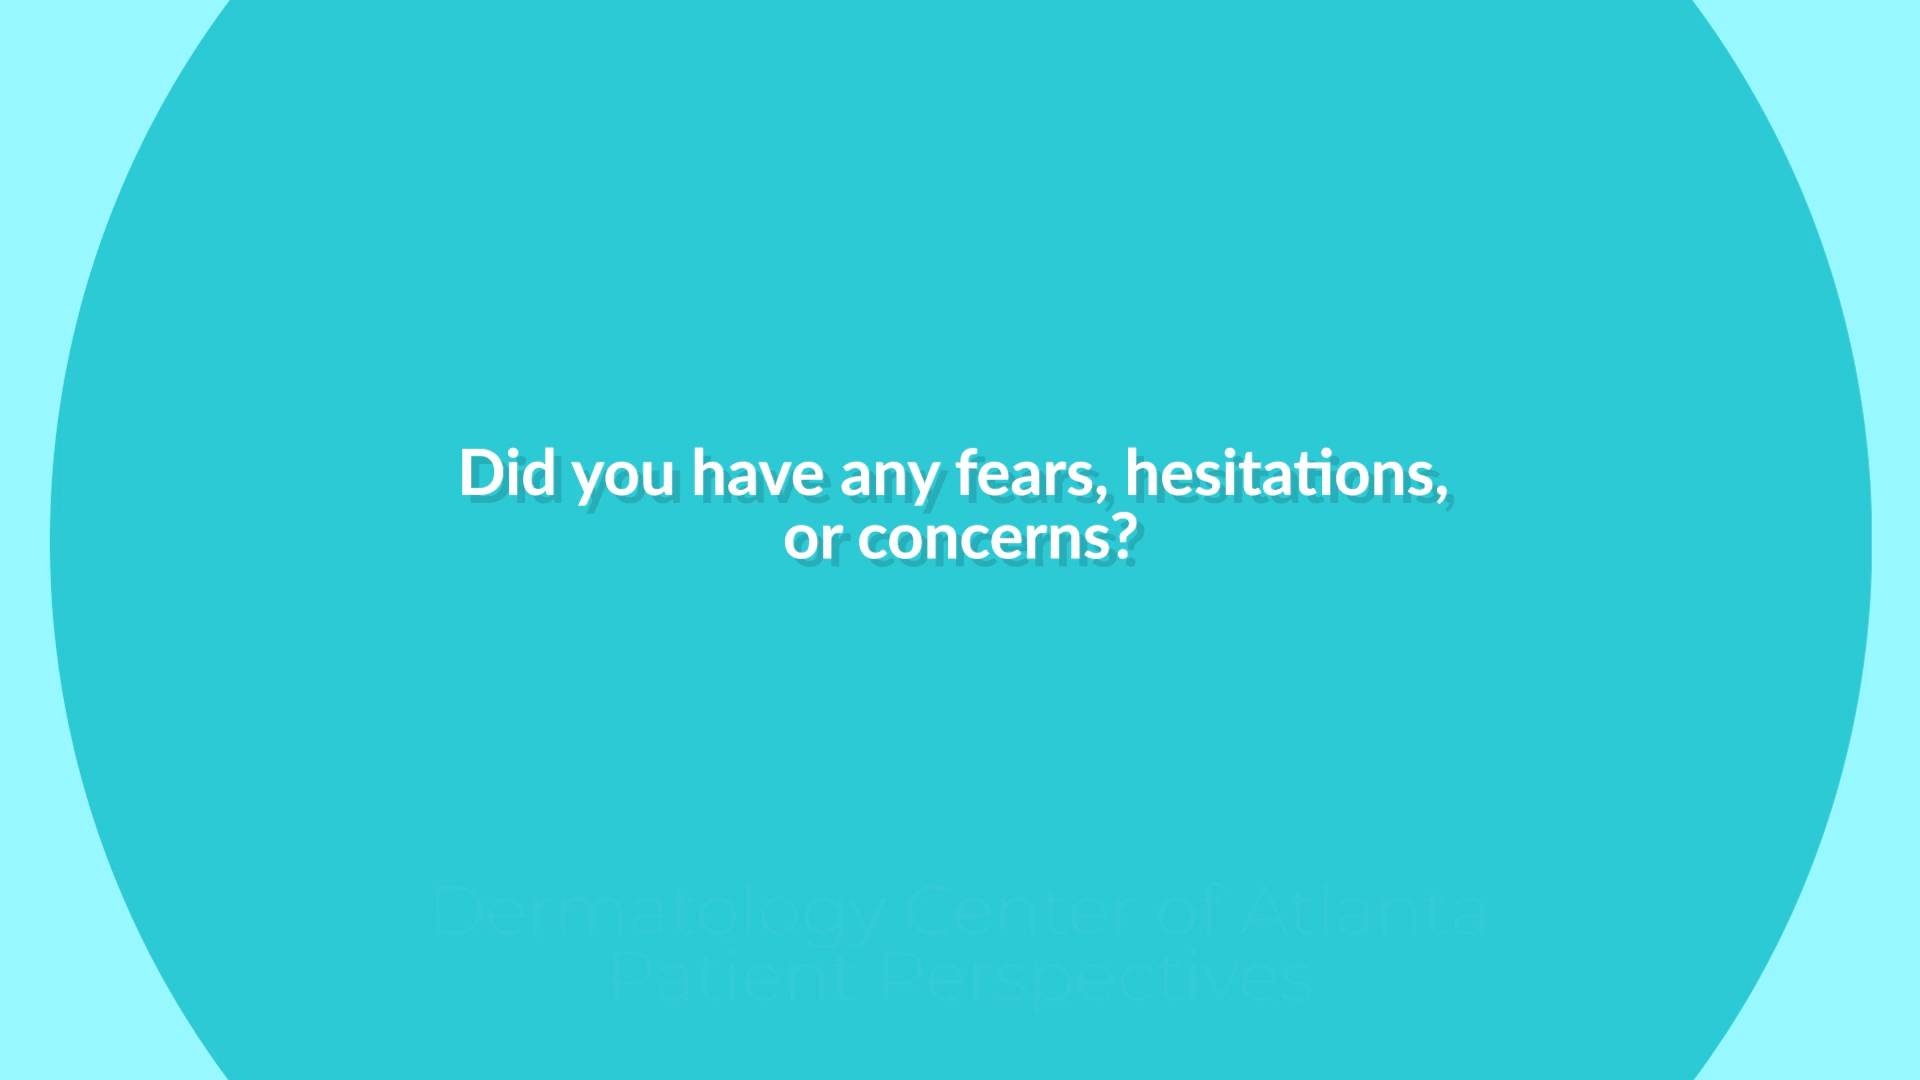 Did you have any fears, hesitations,
or concerns?
Dermatology Center of Atlanta
Patient Perspectives